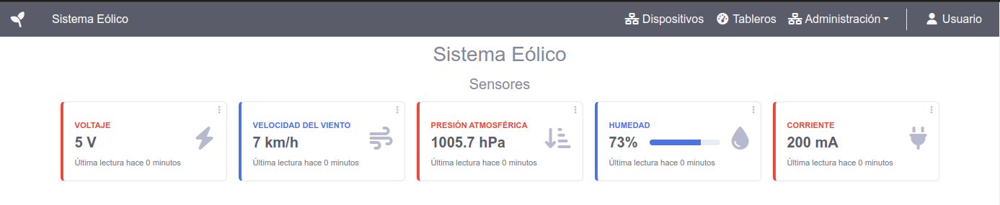 Sistema Eólico
Dispositivos
Tableros
Administración
Usuario
Sistema Eólico
Sensores
VOLTAJE
5 V
Última lectura hace 0 minutos
VELOCIDAD DEL VIENTO
7 km/h
Última lectura hace 0 minutos
PRESIÓN ATMOSFÉRICA
1005.7 hPa
Última lectura hace 0 minutos
HUMEDAD
73%
Última lectura hace 0 minutos
CORRIENTE
200 mA
Última lectura hace 0 minutos